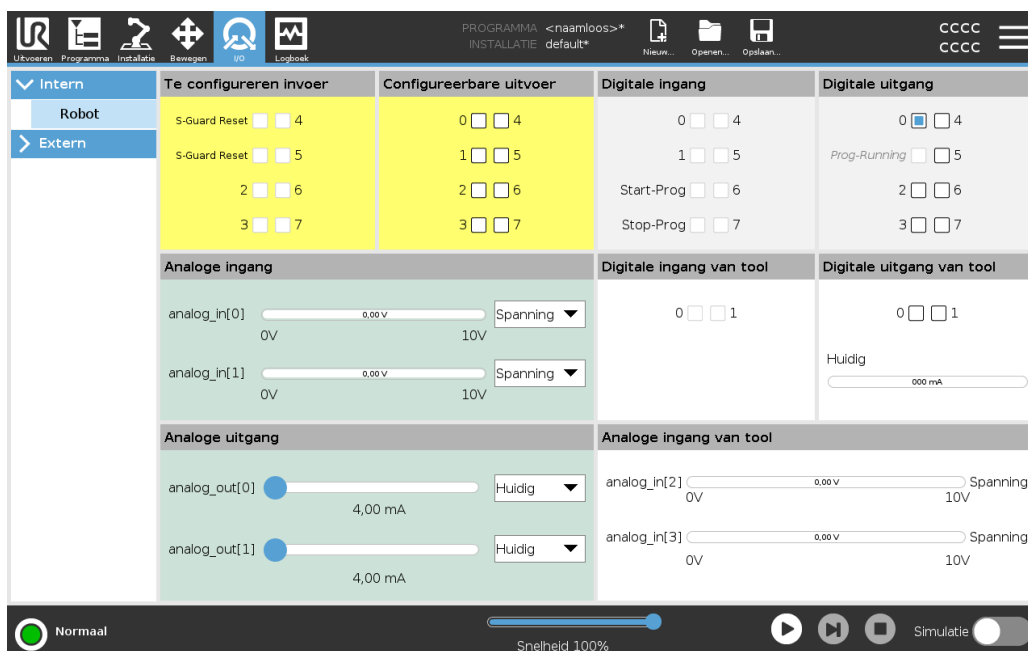 PROGRAMMA <naamloos>*
INSTALLATIE default*
CCCC
CCCC
Uitvoeren Programma Installatie Bewegen I/O Logboek Nieuw... Openen... Opslaan...
Intern
Robot
Extern
Te configureren invoer
S-Guard Reset 4
S-Guard Reset 5
2 6
3 7
Configureerbare uitvoer
0 4
1 5
2 6
3 7
Digitale ingang
0 4
1 5
Start-Prog 6
Stop-Prog 7
Digitale uitgang
0 4
Prog-Running 5
2 6
3 7
Analoge ingang
analog_in[0] 0,00 V Spanning
0V 10V
analog_in[1] 0,00 V Spanning
0V 10V
Digitale ingang van tool
0 1
Digitale uitgang van tool
0 1
Huidig
000 mA
Analoge uitgang
analog_out[0] Huidig
4,00 mA
analog_out[1] Huidig
4,00 mA
Analoge ingang van tool
analog_in[2] 0,00 V Spanning
0V 10V
analog_in[3] 0,00 V Spanning
0V 10V
Normaal
Snelheid 100%
Simulatie